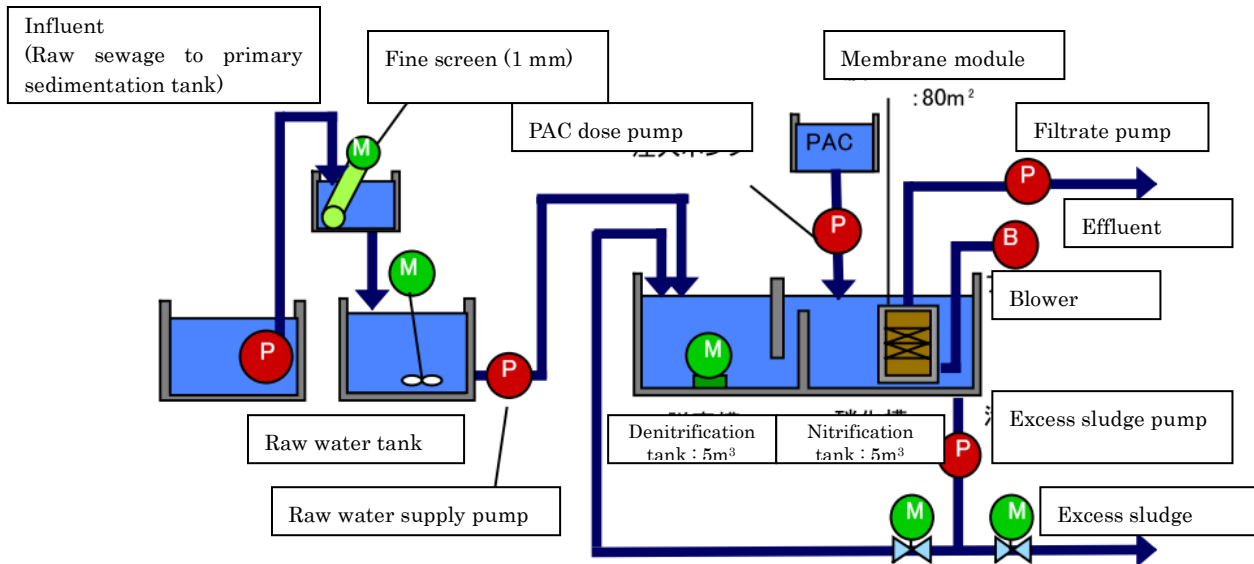 Influent
(Raw sewage to primary
sedimentation tank)
Fine screen (1 mm)
PAC dose pump
Membrane module
:80m²
Filtrate pump
PAC
M
P
P
Effluent
B
M
Blower
P
P
M
Raw water tank
Denitrification
tank：5m³
Nitrification
tank：5m³
Excess sludge pump
P
Raw water supply pump
M
M
Excess sludge